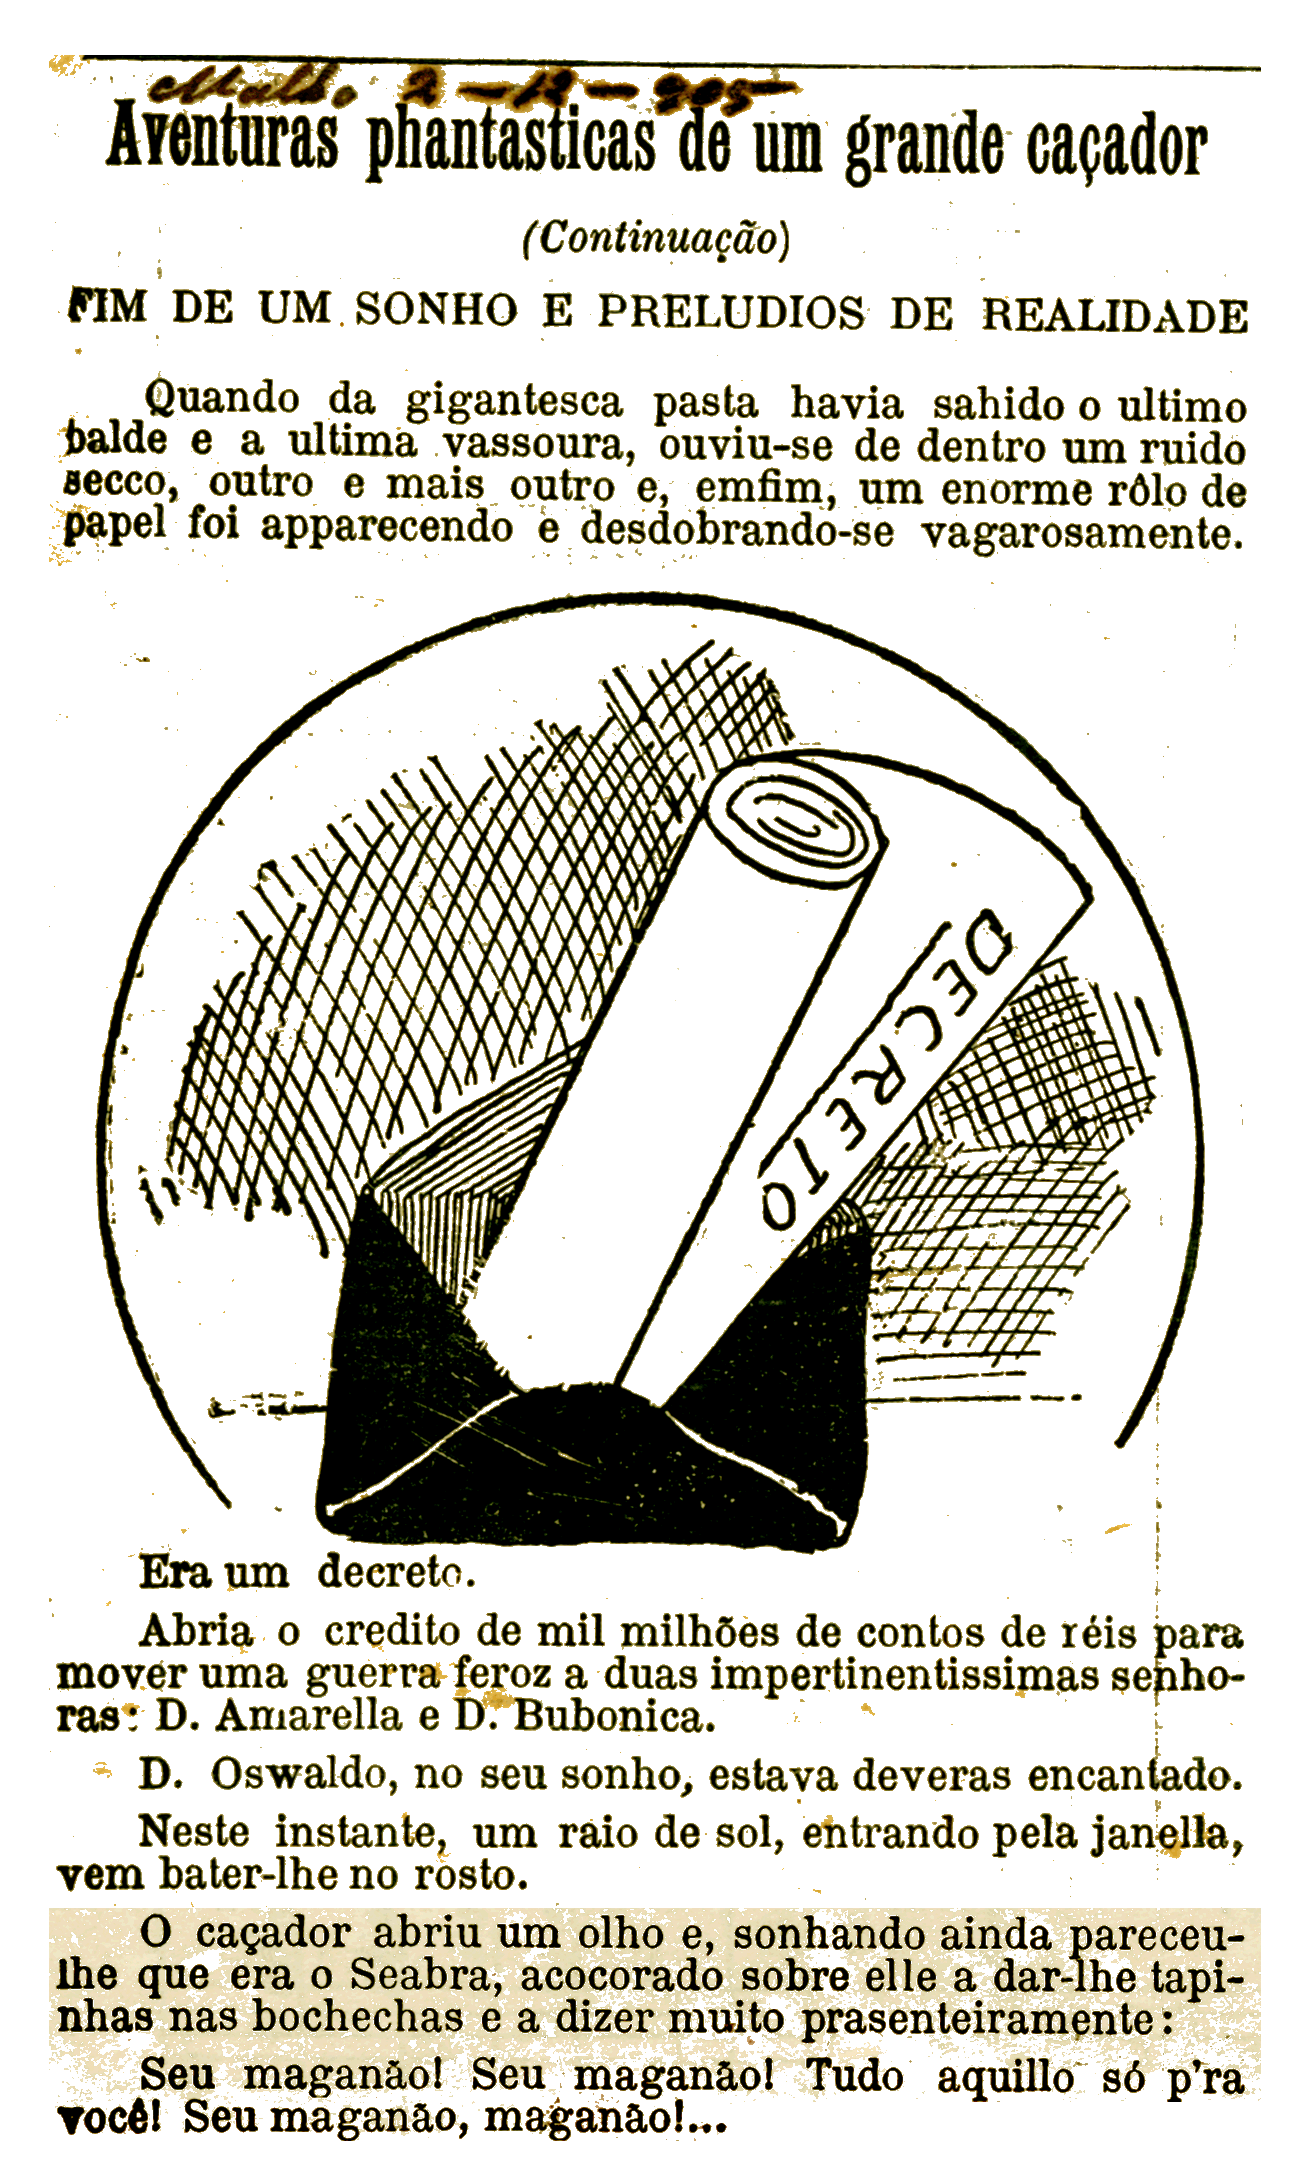 Malho 2-12-905
Aventuras phantasticas de um grande caçador
(Continuação)
FIM DE UM SONHO E PRELUDIOS DE REALIDADE
Quando da gigantesca pasta havia sahido o ultimo
balde e a ultima vassoura, ouviu-se de dentro um ruido
secco, outro e mais outro e, emfim, um enorme rôlo de
papel foi apparecendo e desdobrando-se vagarosamente.
DECRETO
Era um decreto.
Abria o credito de mil milhões de contos de réis para
mover uma guerra feroz a duas impertinentissimas senho-
ras: D. Amarella e D. Bubonica.
D. Oswaldo, no seu sonho, estava deveras encantado.
Neste instante, um raio de sol, entrando pela janella,
vem bater-lhe no rosto.
O caçador abriu um olho e, sonhando ainda pareceu-
lhe que era o Seabra, acocorado sobre elle a dar-lhe tapi-
nhas nas bochechas e a dizer muito prasenteiramente:
Seu maganão! Seu maganão! Tudo aquillo só p'ra
você! Seu maganão, maganão!...